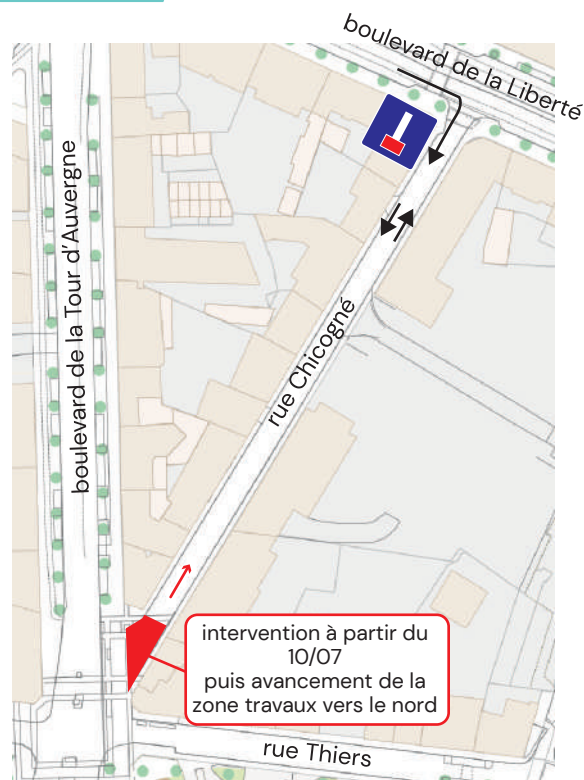 boulevard de la Liberté
boulevard de la Tour d'Auvergne
rue Chicogné
intervention à partir du
10/07
puis avancement de la
zone travaux vers le nord
rue Thiers